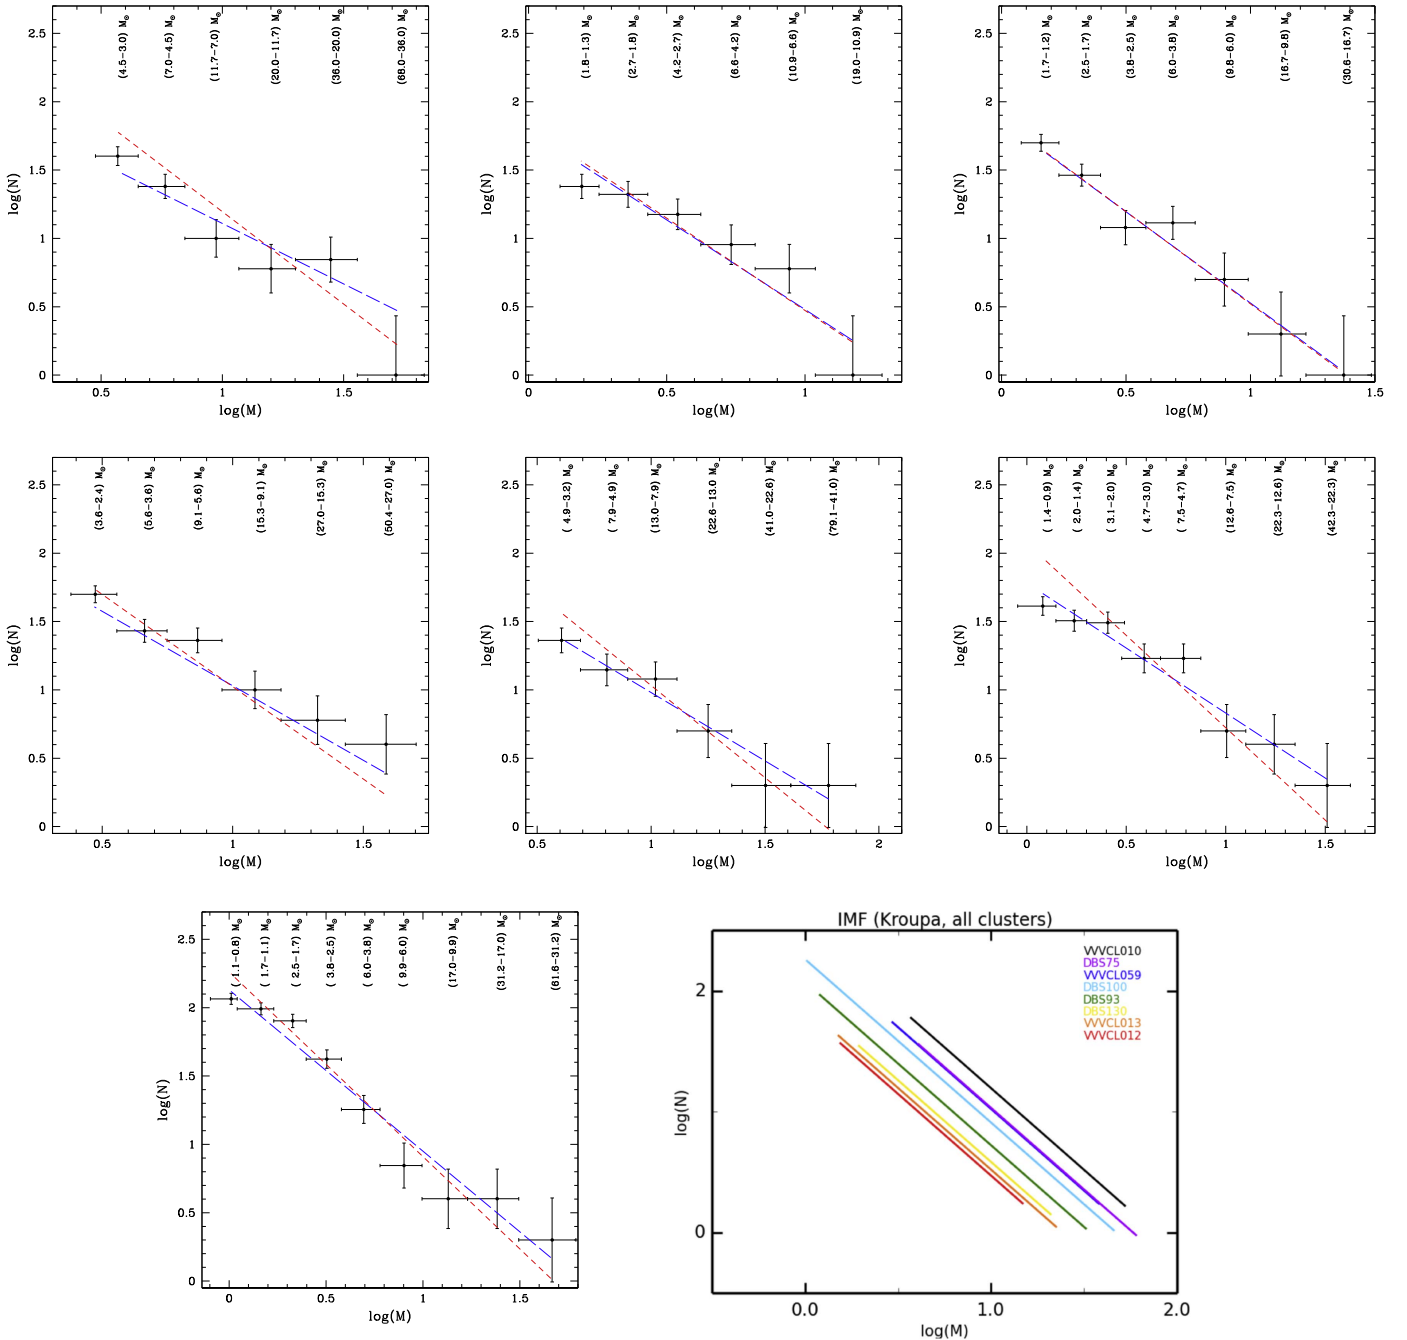 (4.5−3.0) M⊙
(7.0−4.5) M⊙
(11.7−7.0) M⊙
(20.0−11.7) M⊙
(36.0−20.0) M⊙
(68.0−36.0) M⊙
2.5
2
1.5
1
0.5
0
log(N)
0.5 1 1.5
log(M)
(1.8−1.3) M⊙
(2.7−1.8) M⊙
(4.2−2.7) M⊙
(6.6−4.2) M⊙
(10.9−6.6) M⊙
(19.0−10.9) M⊙
2.5
2
1.5
1
0.5
0
log(N)
0 0.5 1
log(M)
(1.7−1.2) M⊙
(2.5−1.7) M⊙
(3.8−2.5) M⊙
(6.0−3.8) M⊙
(9.8−6.0) M⊙
(16.7−9.8) M⊙
(30.6−16.7) M⊙
2.5
2
1.5
1
0.5
0
log(N)
0 0.5 1 1.5
log(M)
(3.6−2.4) M⊙
(5.6−3.6) M⊙
(9.1−5.6) M⊙
(15.3−9.1) M⊙
(27.0−15.3) M⊙
(50.4−27.0) M⊙
2.5
2
1.5
1
0.5
0
log(N)
0.5 1 1.5
log(M)
( 4.9−3.2) M⊙
( 7.9−4.9) M⊙
(13.0−7.9) M⊙
(22.6−13.0 M⊙
(41.0−22.6) M⊙
(79.1−41.0) M⊙
2.5
2
1.5
1
0.5
0
log(N)
0.5 1 1.5 2
log(M)
( 1.4−0.9) M⊙
( 2.0−1.4) M⊙
( 3.1−2.0) M⊙
( 4.7−3.0) M⊙
( 7.5−4.7) M⊙
(12.6−7.5) M⊙
(22.3−12.6) M⊙
(42.3−22.3) M⊙
2.5
2
1.5
1
0.5
0
log(N)
0 0.5 1 1.5
log(M)
( 1.1−0.8) M⊙
( 1.7−1.1) M⊙
( 2.5−1.7) M⊙
( 3.8−2.5) M⊙
( 6.0−3.8) M⊙
( 9.9−6.0) M⊙
(17.0−9.9) M⊙
(31.2−17.0) M⊙
(61.6−31.2) M⊙
2.5
2
1.5
1
0.5
0
log(N)
0 0.5 1 1.5
log(M)
IMF (Kroupa, all clusters)
VVVCL010
DBS75
VVVCL059
DBS100
DBS93
DBS130
VVVCL013
VVVCL012
2
0
log(N)
0.0 1.0 2.0
log(M)